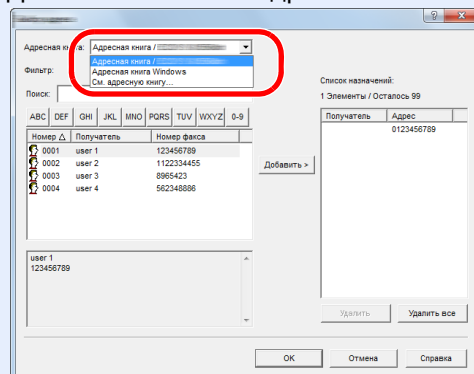 Адресная книга: Адресная книга /
Адресная книга /
Адресная книга Windows
См. адресную книгу...
Фильтр:
Поиск:
ABC DEF GHI JKL MNO PQRS TUV WXYZ 0-9
Номер Получатель Номер факса
0001 user 1 123456789
0002 user 2 1122334455
0003 user 3 8965423
0004 user 4 562348886
Добавить >
Список назначений:
1 Элементы / Осталось 99
Получатель Адрес
0123456789
user 1
123456789
Удалить Удалить все
OK Отмена Справка